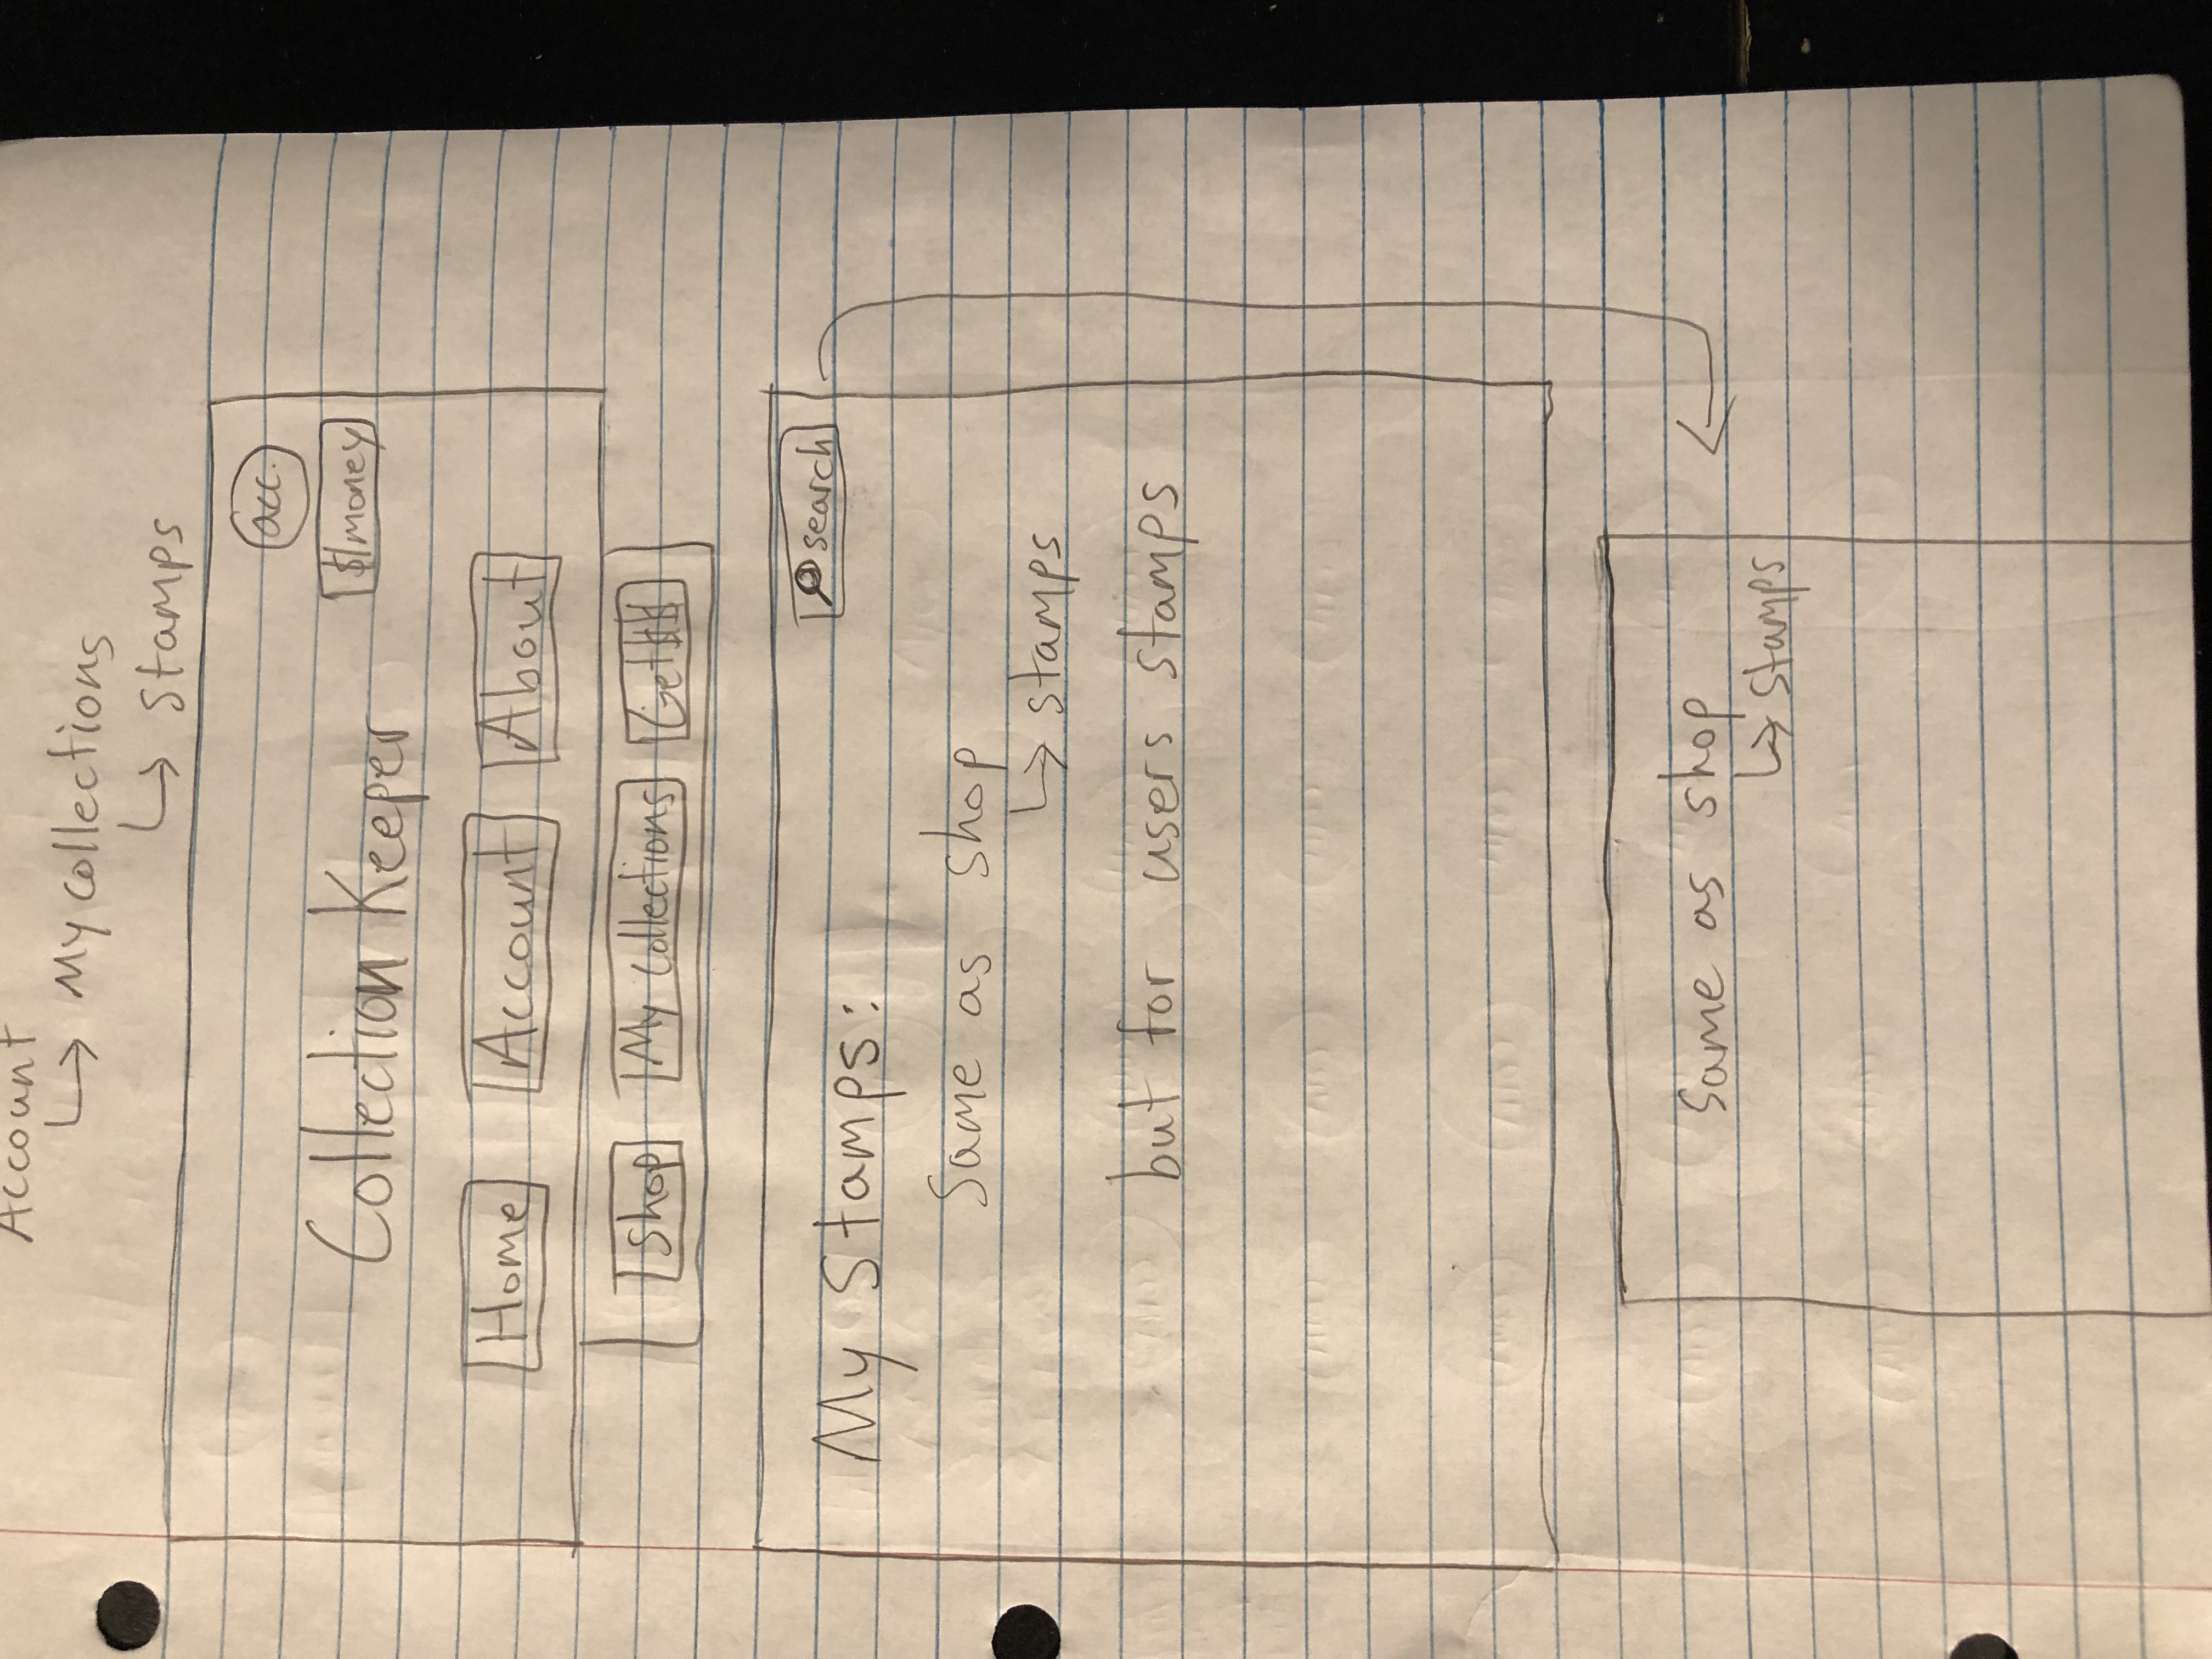 Account
↳ My collections
↳ Stamps
acc.
$/money
Collection Keeper
Home Account About
Shop My Collections Get $$
search
My Stamps:
Same as shop
↳ stamps
but for users stamps
Same as shop
↳ stamps